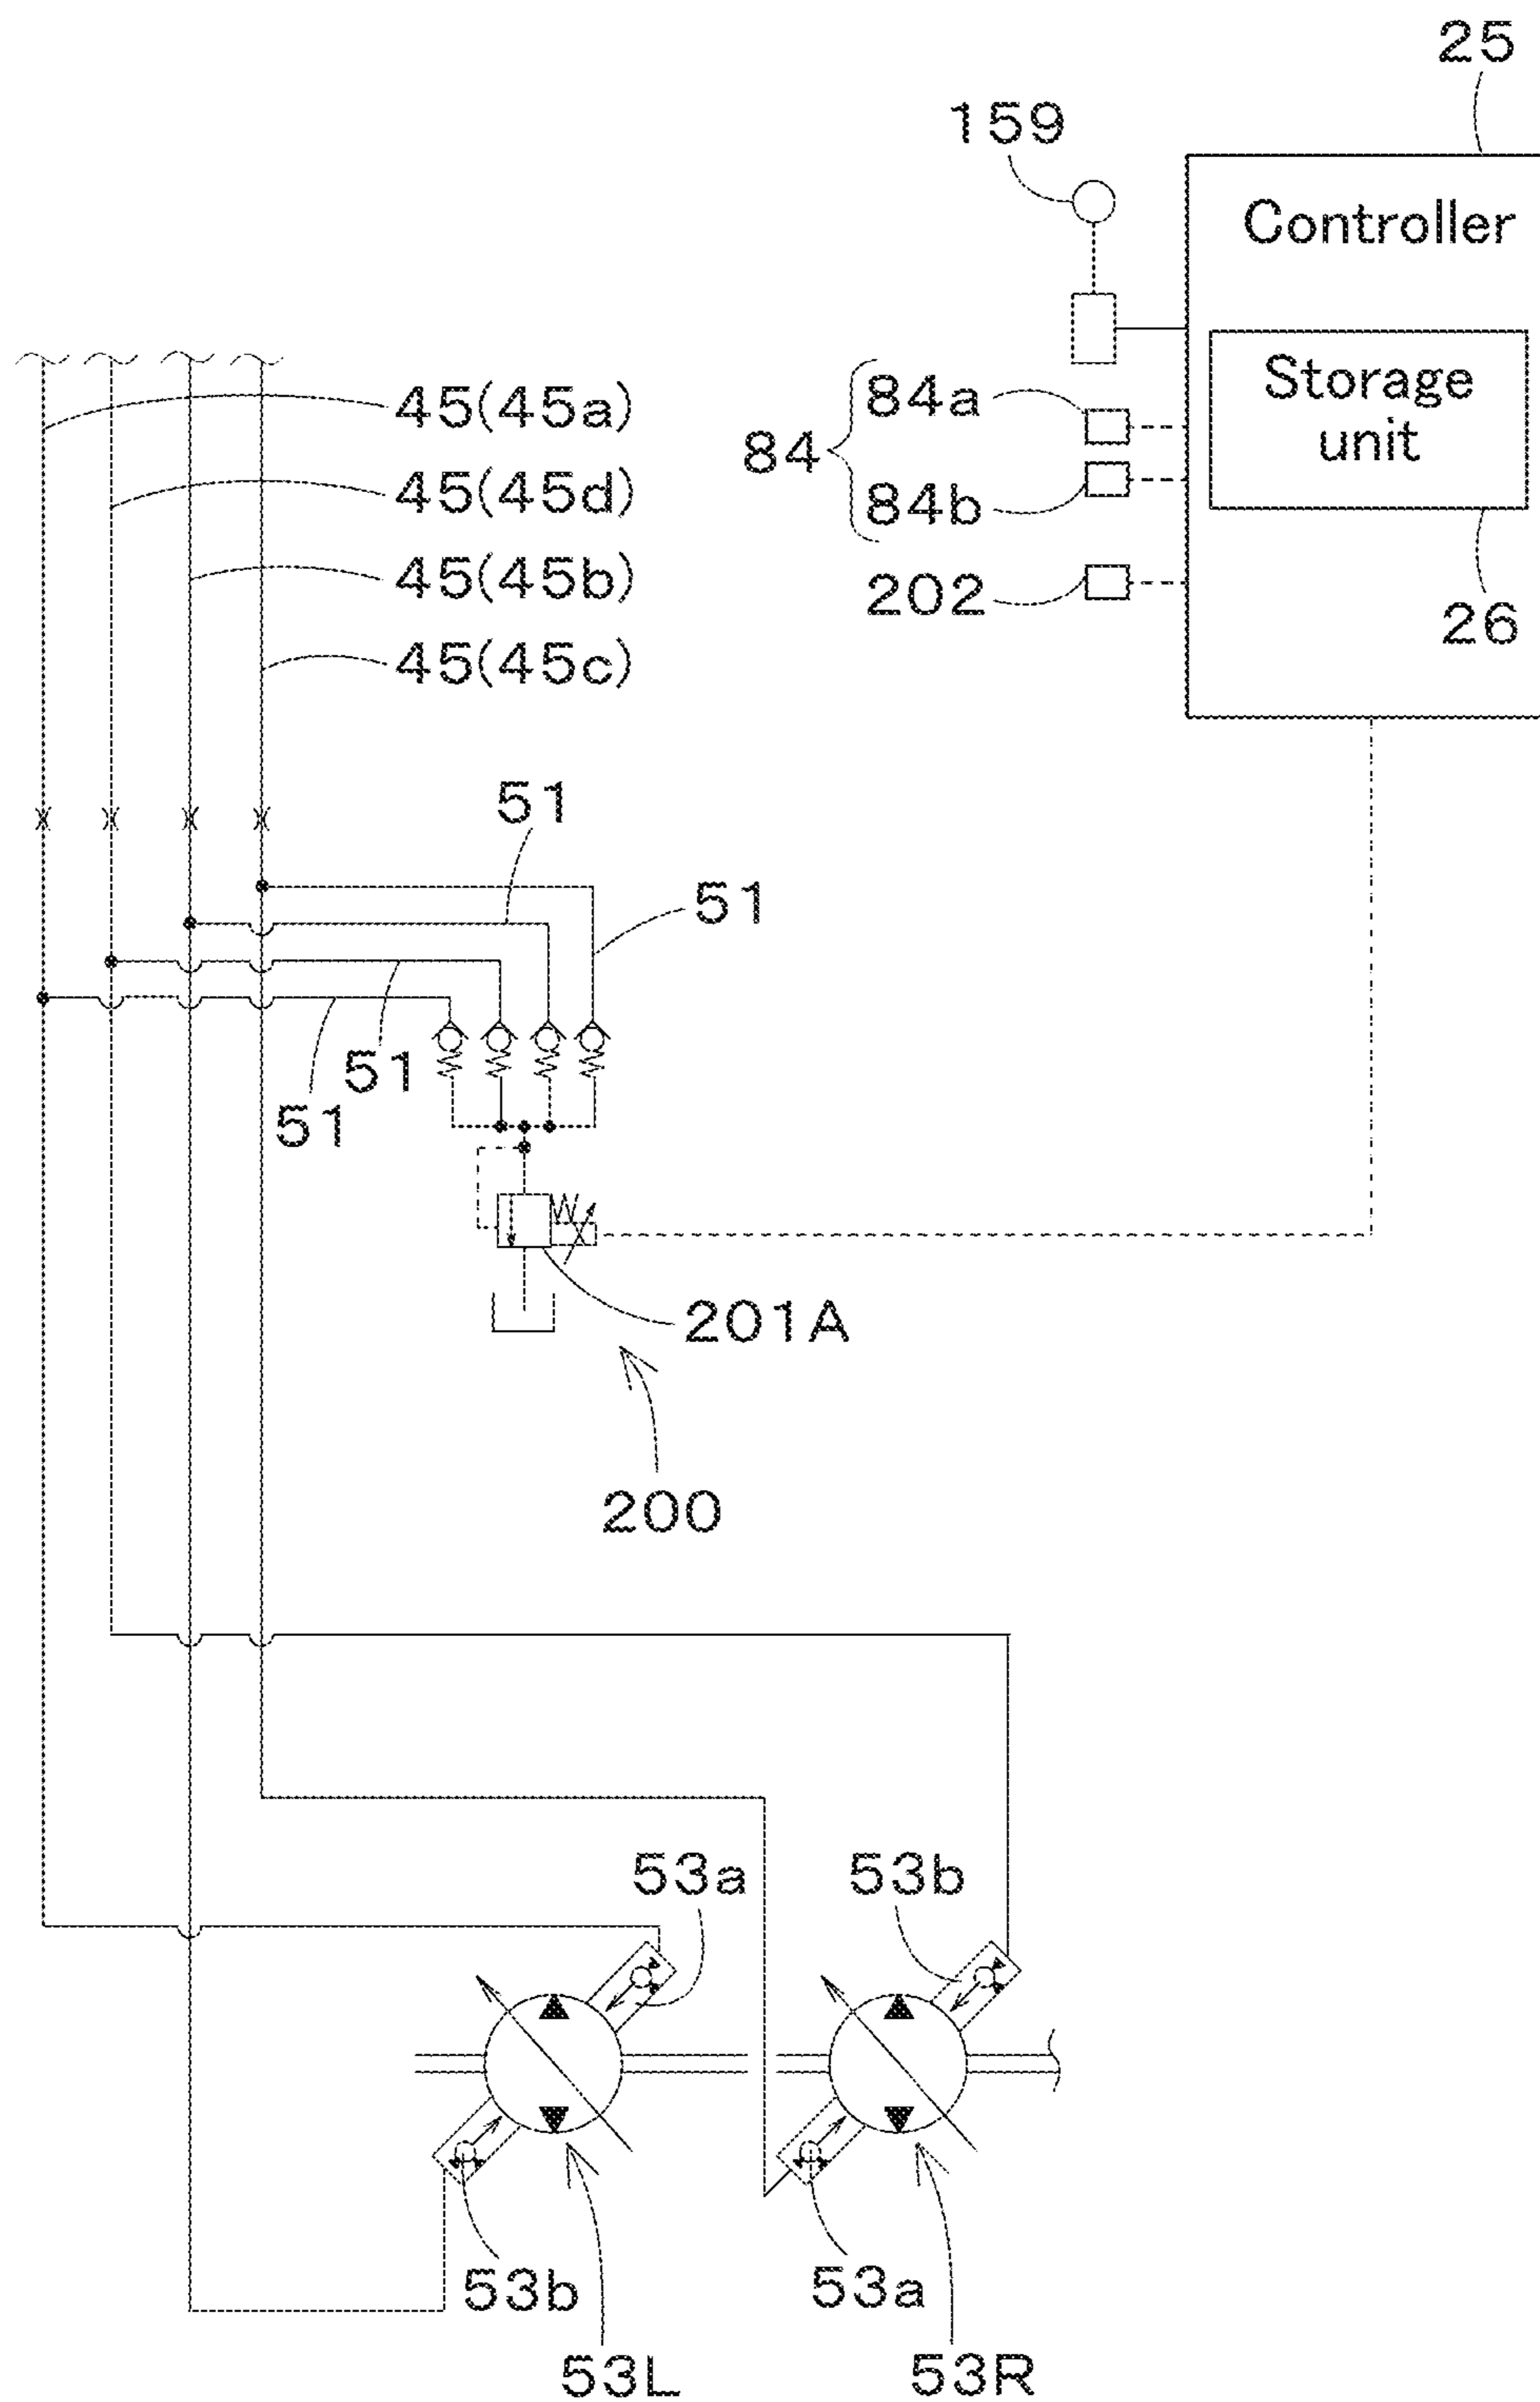 25
159
Controller
Storage
unit
84a
84
84b
202
26
45(45a)
45(45d)
45(45b)
45(45c)
51
51
51
51
201A
200
53a
53b
53b
53a
53L
53R